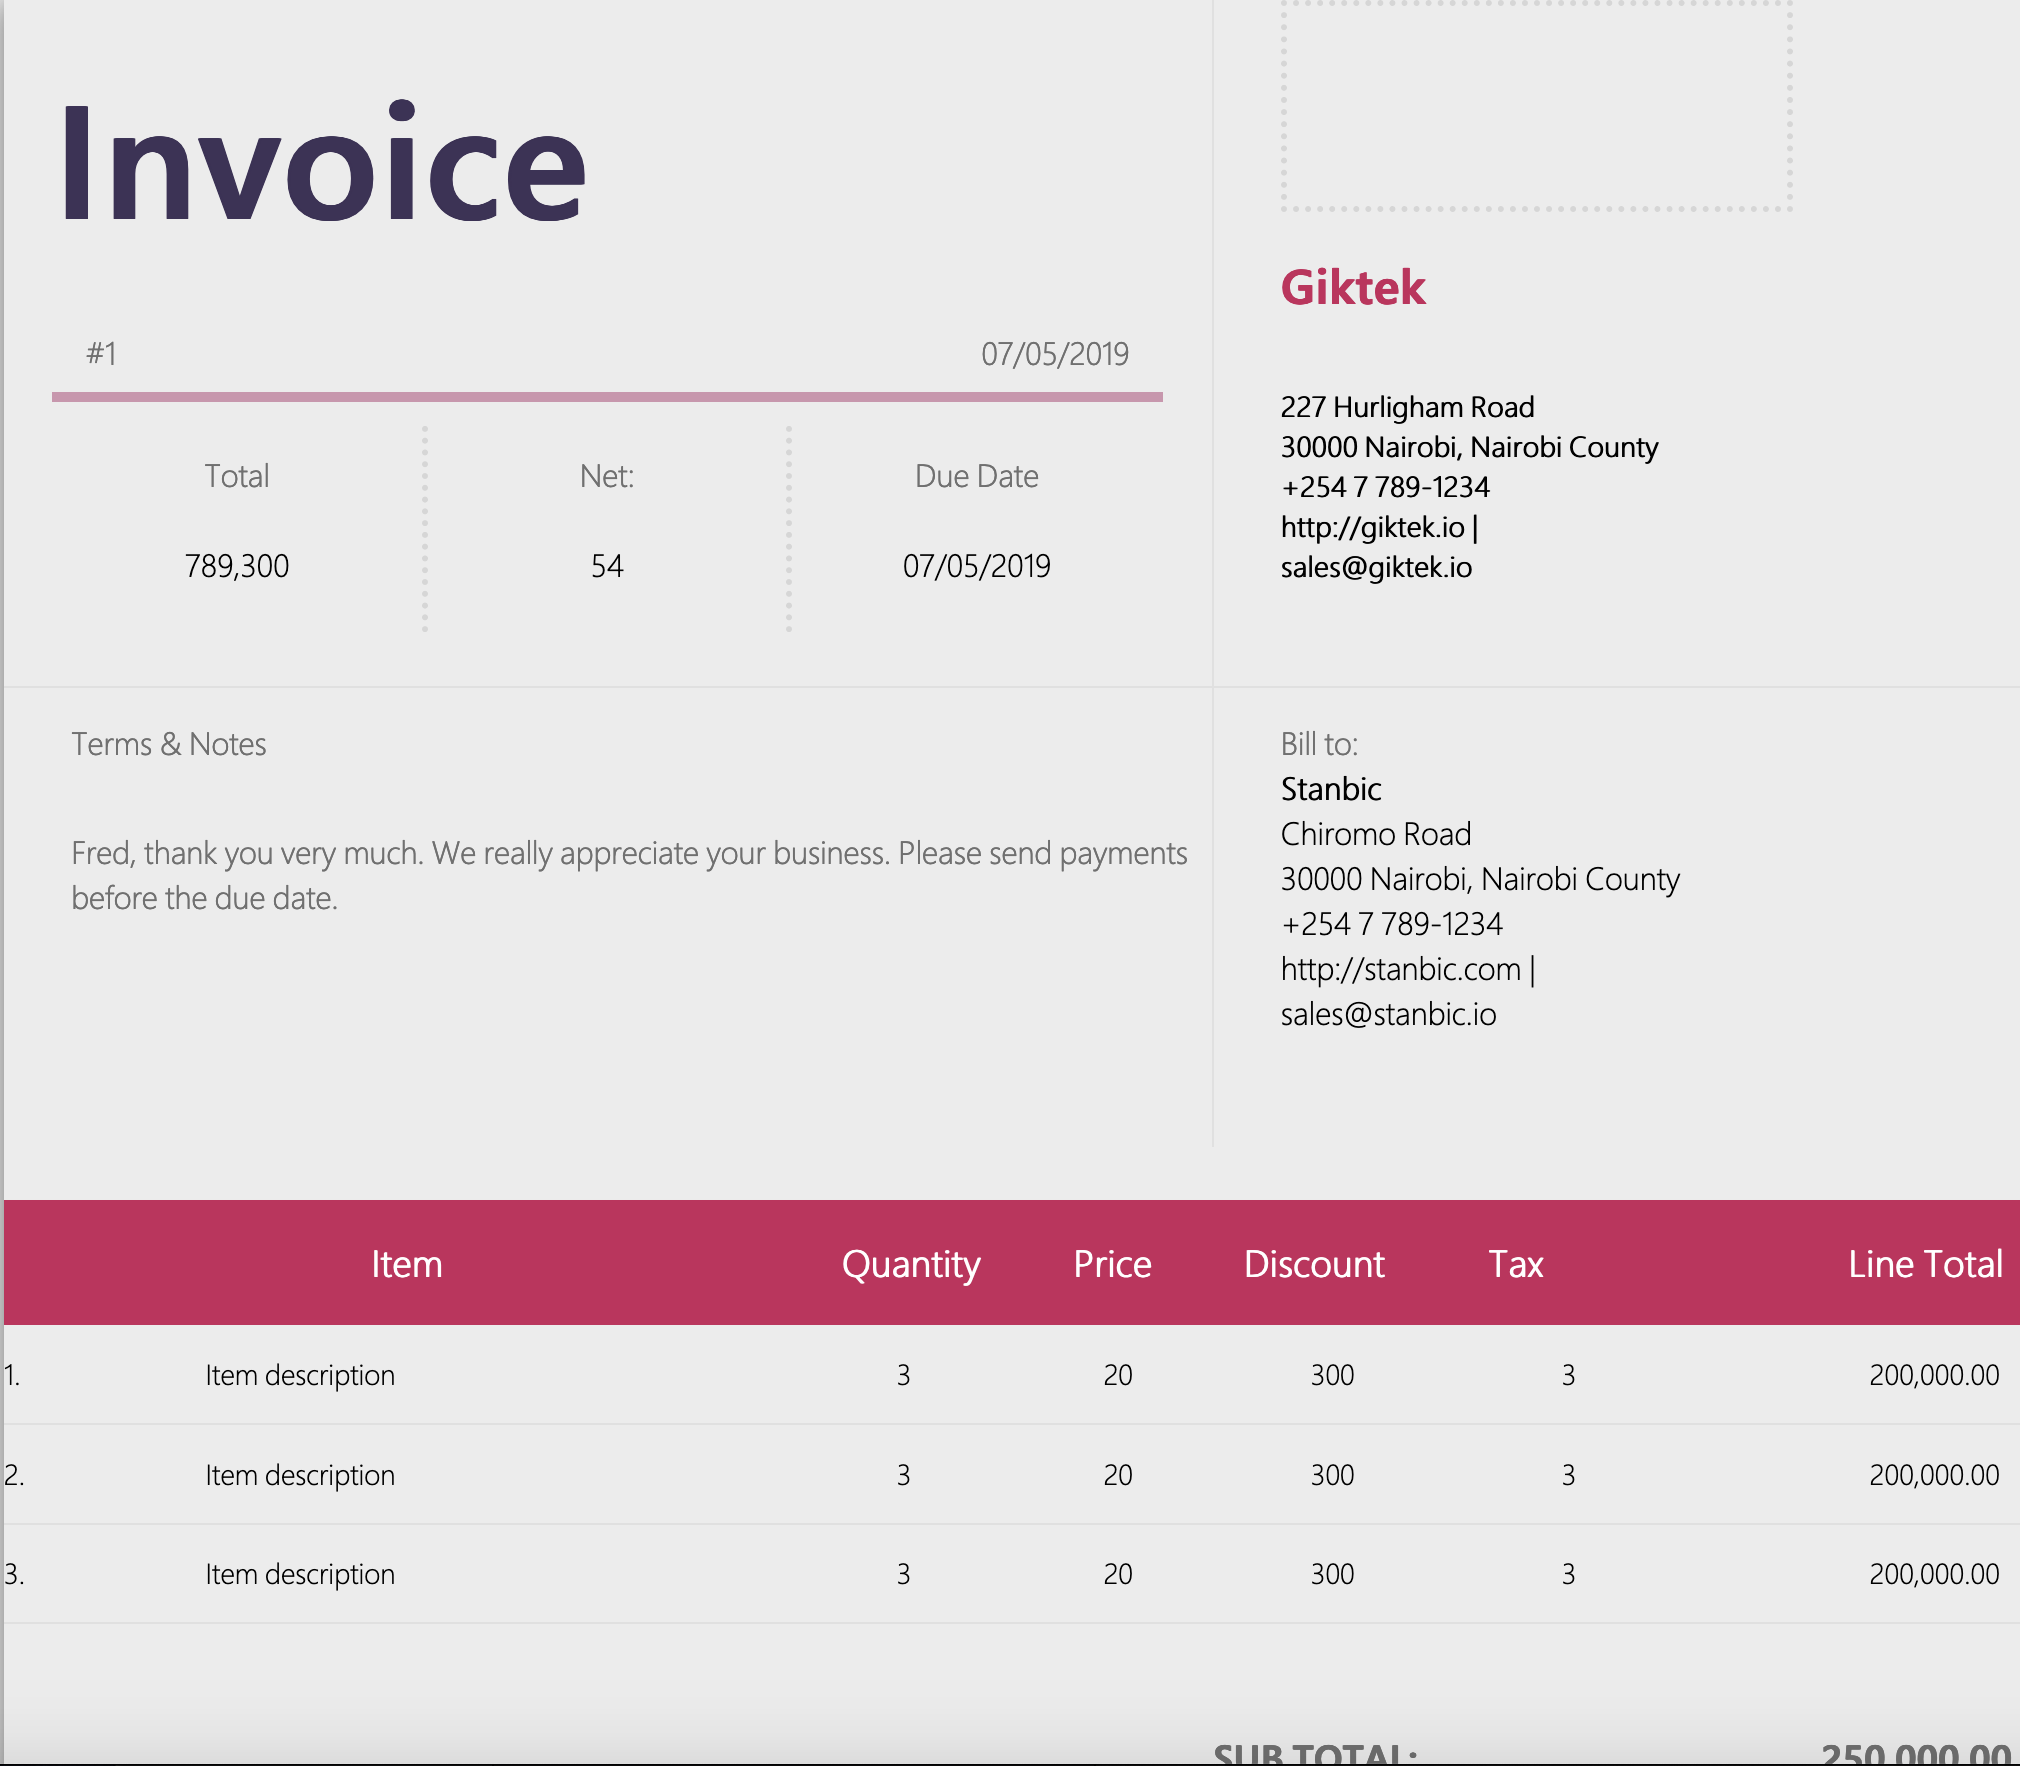 Invoice
#1 07/05/2019
Total Net: Due Date
789,300 54 07/05/2019
Giktek
227 Hurligham Road
30000 Nairobi, Nairobi County
+254 7 789-1234
http://giktek.io |
sales@giktek.io
Terms & Notes
Fred, thank you very much. We really appreciate your business. Please send payments
before the due date.
Bill to:
Stanbic
Chiromo Road
30000 Nairobi, Nairobi County
+254 7 789-1234
http://stanbic.com |
sales@stanbic.io
Item Quantity Price Discount Tax Line Total
1. Item description 3 20 300 3 200,000.00
2. Item description 3 20 300 3 200,000.00
3. Item description 3 20 300 3 200,000.00
SUB TOTAL: 250,000.00